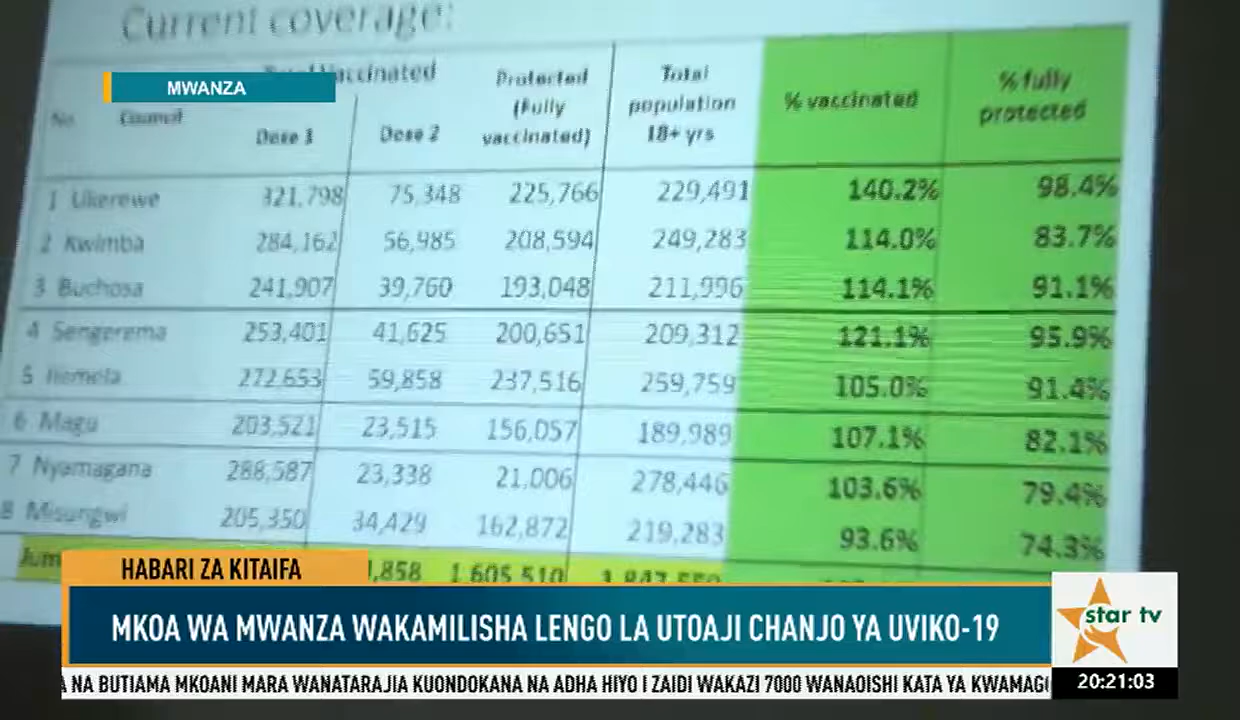 Current coverage:
MWANZA
No Council Vaccinated Protected (Fully vaccinated) Total population 18+ yrs % vaccinated % fully protected
Dose 1 Dose 2
1 Ukerewe 321,798 75,348 225,766 229,491 140.2% 98.4%
2 Kwimba 284,162 56,985 208,594 249,283 114.0% 83.7%
3 Buchosa 241,907 39,760 193,048 211,996 114.1% 91.1%
4 Sengerema 253,401 41,625 200,651 209,312 121.1% 95.9%
5 Ilemela 272,653 59,858 237,516 259,759 105.0% 91.4%
6 Magu 203,521 23,515 156,057 189,989 107.1% 82.1%
7 Nyamagana 288,587 23,338 21,006 278,446 103.6% 79.4%
8 Misungwi 205,350 34,429 162,872 219,283 93.6% 74.3%
,858 1,605,510
HABARI ZA KITAIFA
MKOA WA MWANZA WAKAMILISHA LENGO LA UTOAJI CHANJO YA UVIKO-19
star tv
NA BUTIAMA MKOANI MARA WANATARAJIA KUONDOKANA NA ADHA HIYO I ZAIDI WAKAZI 7000 WANAOISHI KATA YA
20:21:03